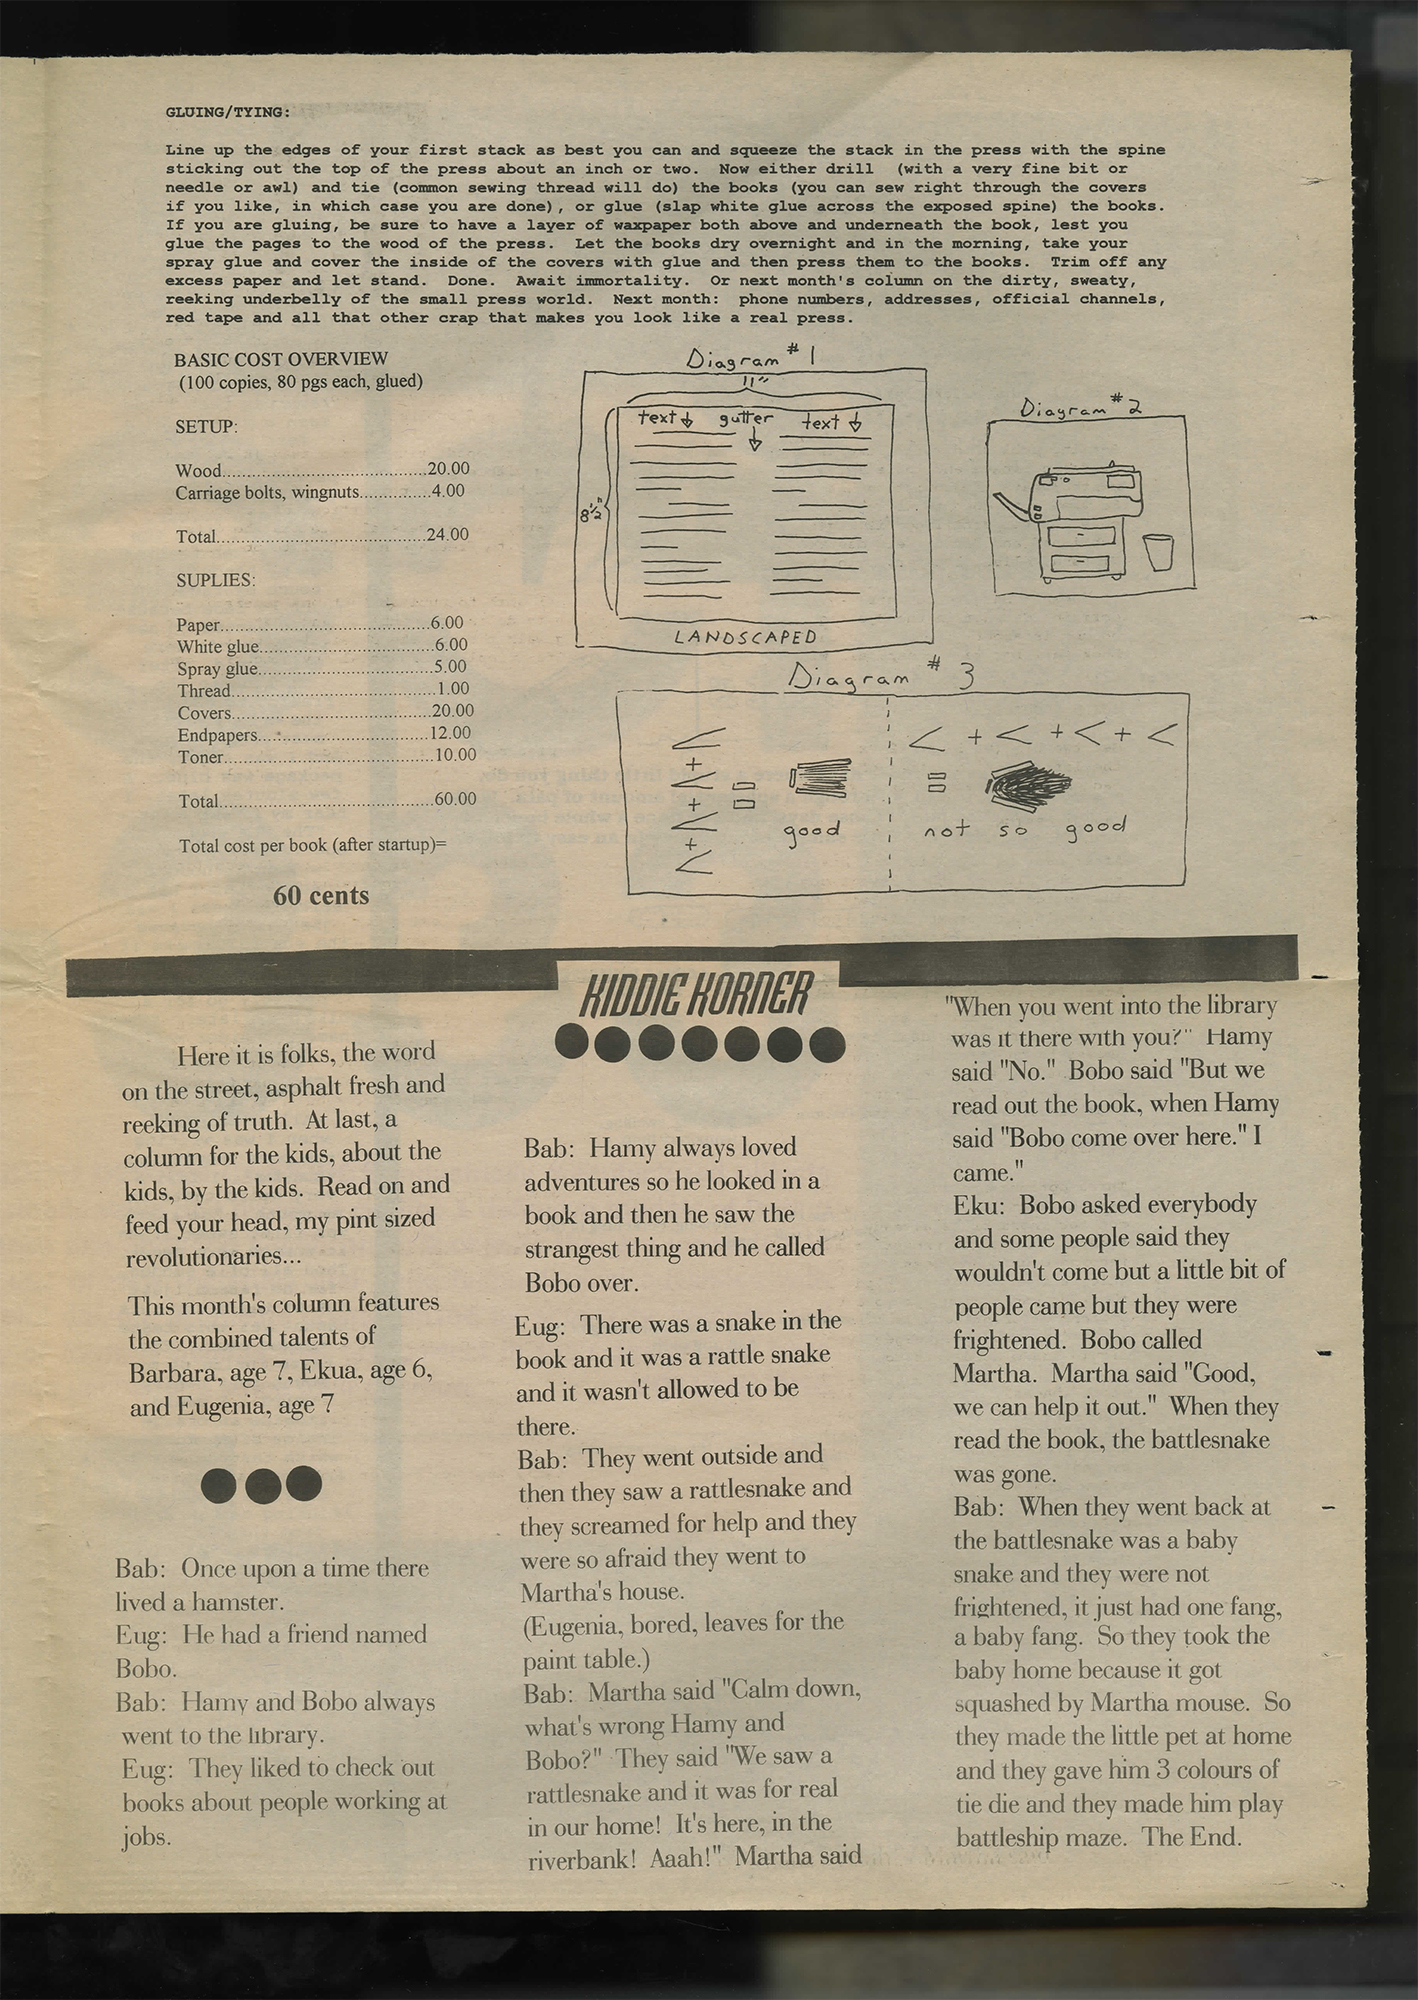 GLUING/TYING:
Line up the edges of your first stack as best you can and squeeze the stack in the press with the spine
sticking out the top of the press about an inch or two.  Now either drill  (with a very fine bit or
needle or awl) and tie (common sewing thread will do) the books (you can sew right through the covers
if you like, in which case you are done), or glue (slap white glue across the exposed spine) the books.
If you are gluing, be sure to have a layer of waxpaper both above and underneath the book, lest you
glue the pages to the wood of the press.  Let the books dry overnight and in the morning, take your
spray glue and cover the inside of the covers with glue and then press them to the books.  Trim off any
excess paper and let stand.  Done.  Await immortality.  Or next month's column on the dirty, sweaty,
reeking underbelly of the small press world.  Next month:  phone numbers, addresses, official channels,
red tape and all that other crap that makes you look like a real press.
BASIC COST OVERVIEW
(100 copies, 80 pgs each, glued)
SETUP:
Wood..............................................20.00
Carriage bolts, wingnuts................4.00
Total...............................................24.00
SUPLIES:
Paper...............................................6.00
White glue.......................................6.00
Spray glue.......................................5.00
Thread..............................................1.00
Covers.............................................20.00
Endpapers......................................12.00
Toner...............................................10.00
Total................................................60.00
Total cost per book (after startup)=
60 cents
Diagram #1
11"
text gutter text
8½"
LANDSCAPED
Diagram #2
Diagram #3
< + < + < + <
=
good
< + < + < + <
=
not so good
KIDDIE KORNER
Here it is folks, the word
on the street, asphalt fresh and
reeking of truth.  At last, a
column for the kids, about the
kids, by the kids.  Read on and
feed your head, my pint sized
revolutionaries...
This month's column features
the combined talents of
Barbara, age 7, Ekua, age 6,
and Eugenia, age 7
Bab:  Once upon a time there
lived a hamster.
Eug:  He had a friend named
Bobo.
Bab:  Hamy and Bobo always
went to the library.
Eug:  They liked to check out
books about people working at
jobs.
Bab:  Hamy always loved
adventures so he looked in a
book and then he saw the
strangest thing and he called
Bobo over.
Eug:  There was a snake in the
book and it was a rattle snake
and it wasn't allowed to be
there.
Bab:  They went outside and
then they saw a rattlesnake and
they screamed for help and they
were so afraid they went to
Martha's house.
(Eugenia, bored, leaves for the
paint table.)
Bab:  Martha said "Calm down,
what's wrong Hamy and
Bobo?"  They said "We saw a
rattlesnake and it was for real
in our home!  It's here, in the
riverbank!  Aaah!"  Martha said
"When you went into the library
was it there with you?"  Hamy
said "No."  Bobo said "But we
read out the book, when Hamy
said "Bobo come over here." I
came."
Eku:  Bobo asked everybody
and some people said they
wouldn't come but a little bit of
people came but they were
frightened.  Bobo called
Martha.  Martha said "Good,
we can help it out."  When they
read the book, the battlesnake
was gone.
Bab:  When they went back at
the battlesnake was a baby
snake and they were not
frightened, it just had one fang,
a baby fang.  So they took the
baby home because it got
squashed by Martha mouse.  So
they made the little pet at home
and they gave him 3 colours of
tie die and they made him play
battleship maze.  The End.